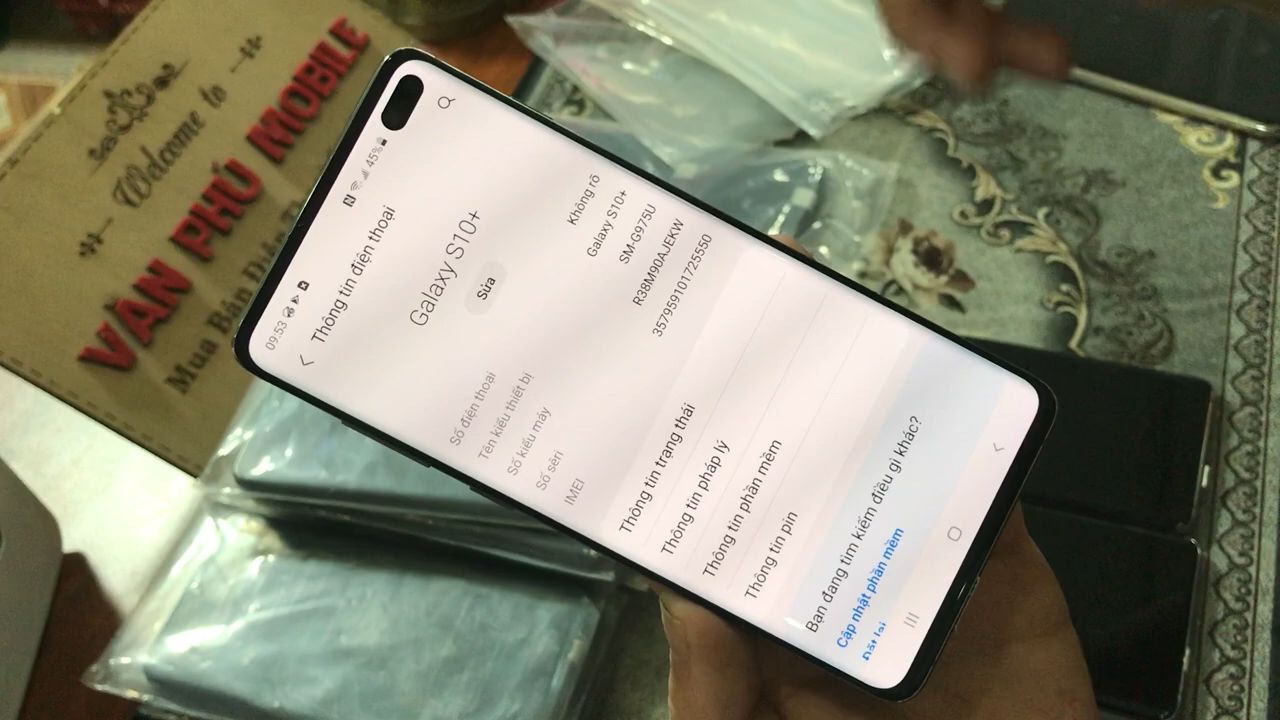 Welcome to
VĂN PHÚ MOBILE
Mua Bán Điện
09:53
45%
Thông tin điện thoại
Galaxy S10+
Sửa
Số điện thoại Không rõ
Tên kiểu thiết bị Galaxy S10+
Số kiểu máy SM-G975U
Số sêri R38M90AJEKW
IMEI 357959101725550
Thông tin trạng thái
Thông tin pháp lý
Thông tin phần mềm
Thông tin pin
Bạn đang tìm kiếm điều gì khác?
Cập nhật phần mềm
Đặt lại